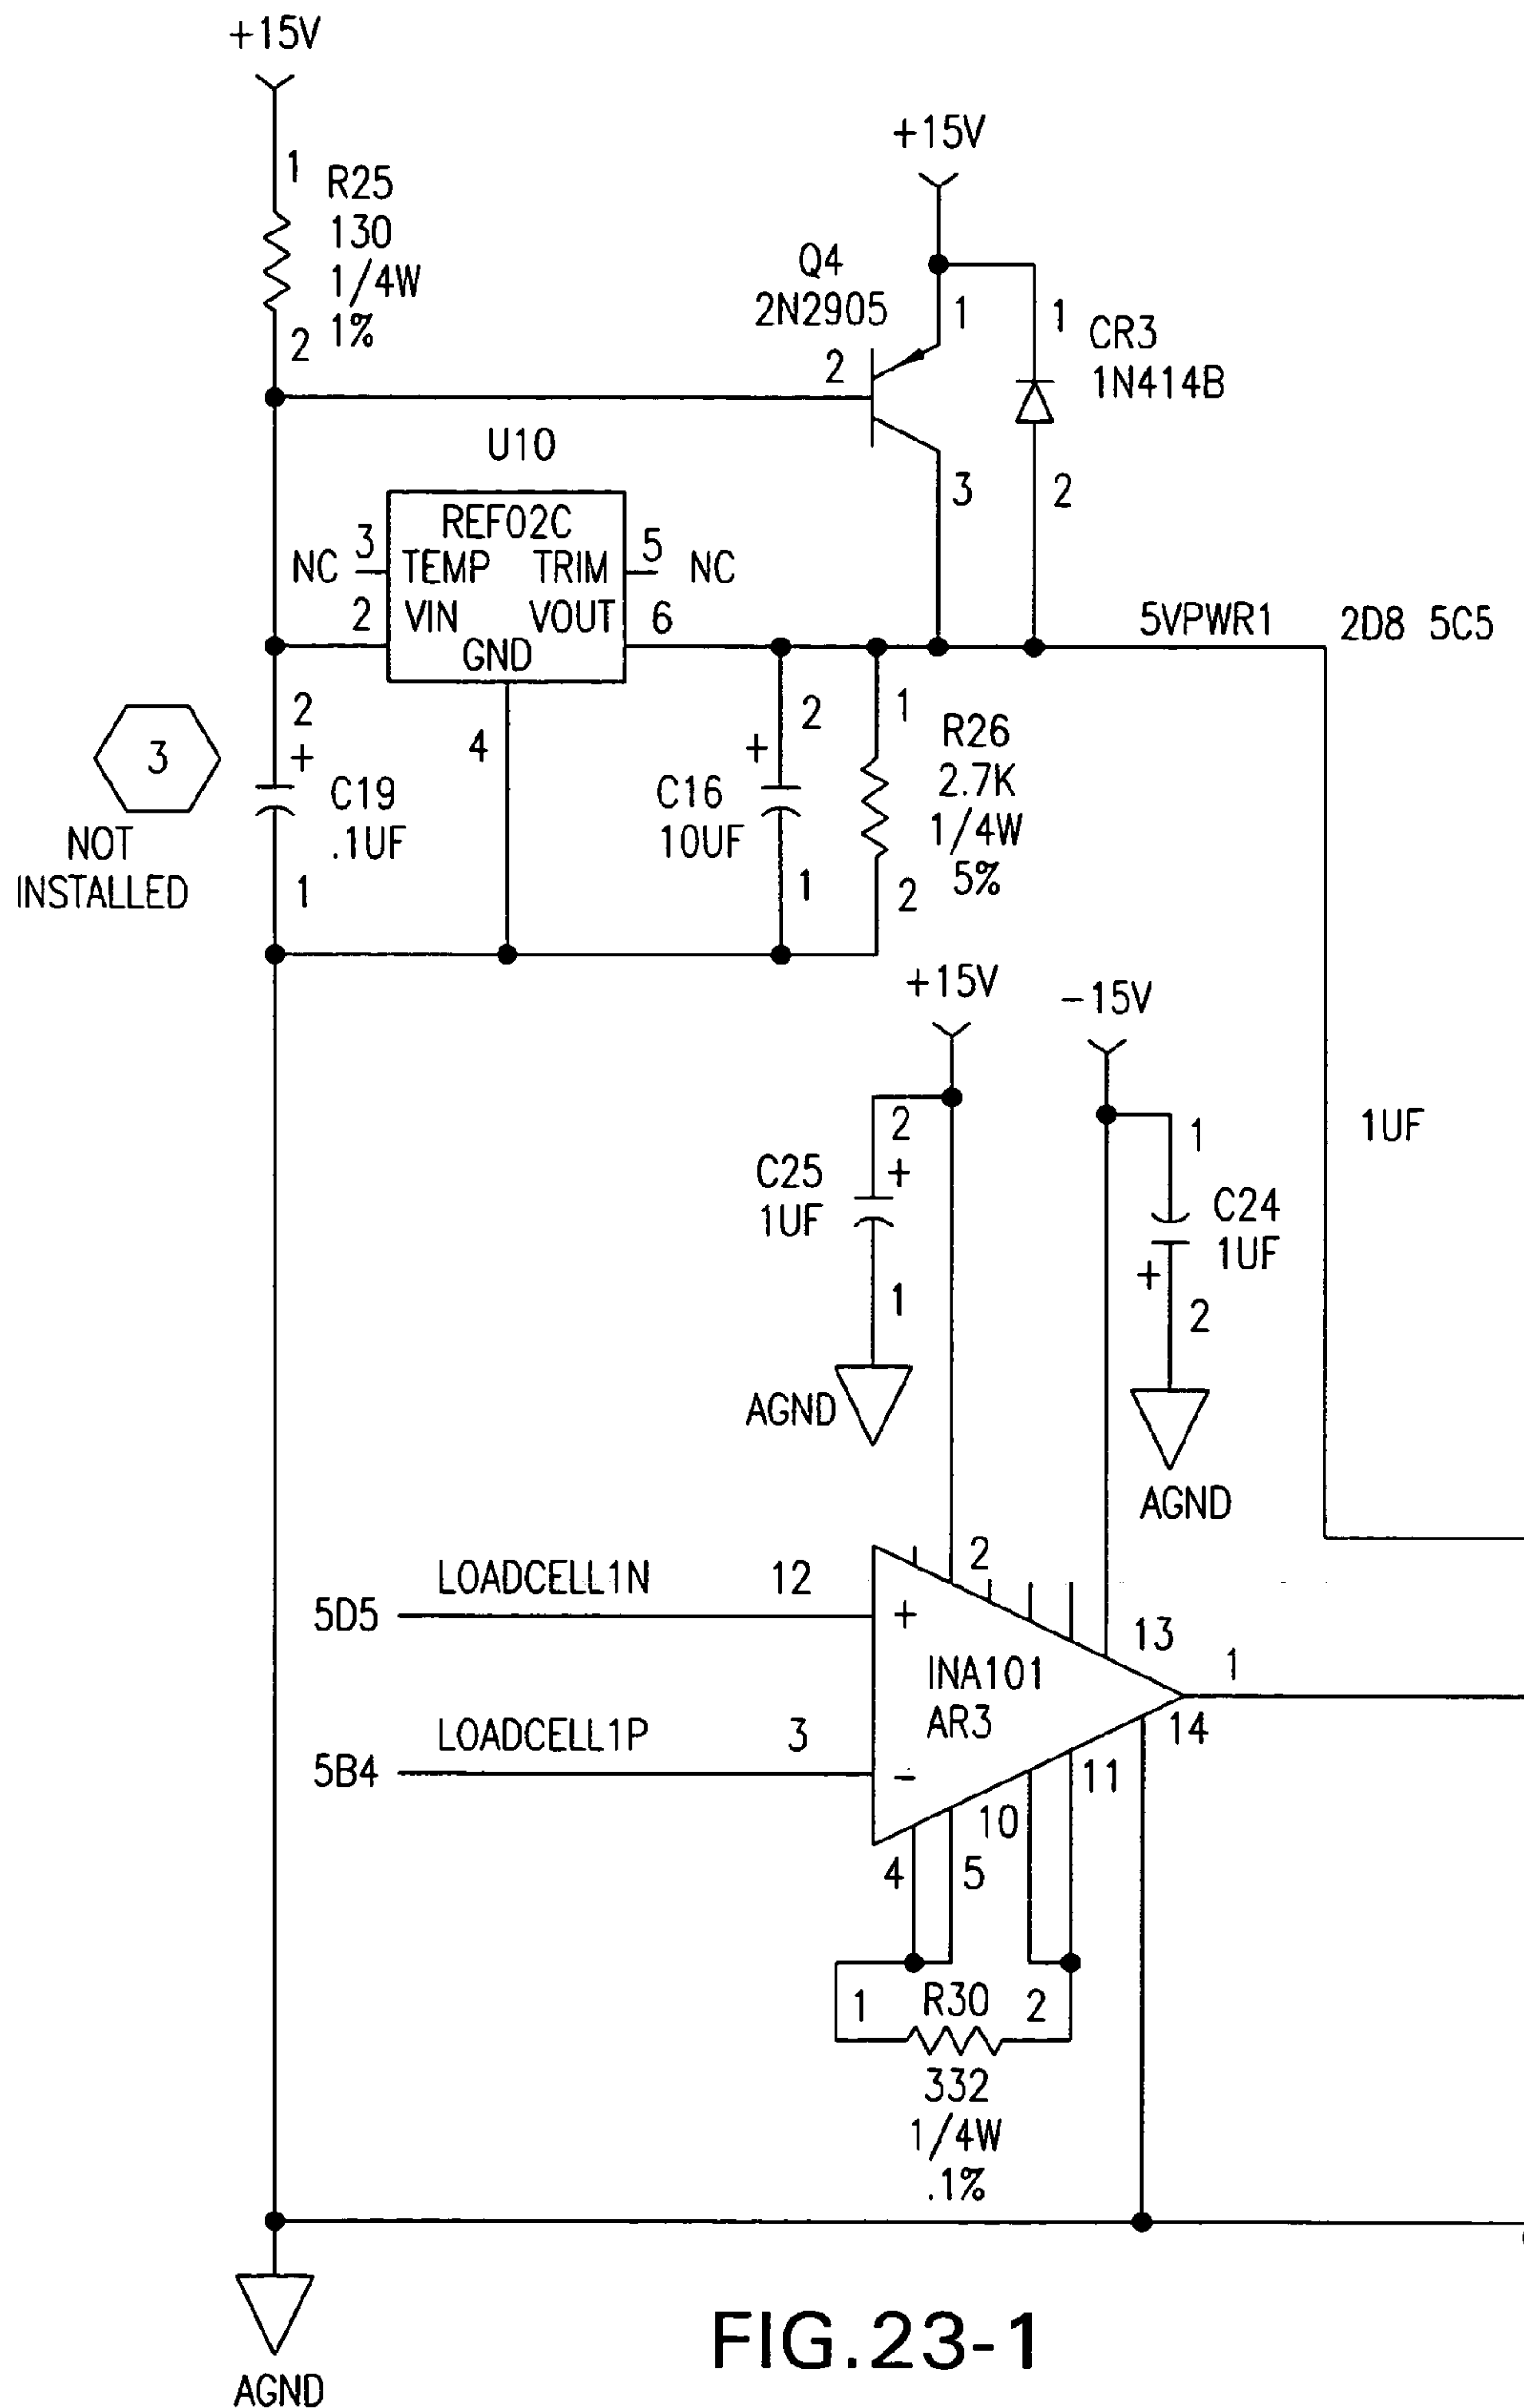 +15V
1
R25
130
1/4W
1%
2
+15V
Q4
2N2905
1
2
3
1
CR3
1N414B
2
U10
REF02C
NC 3 TEMP TRIM 5 NC
2 VIN VOUT 6
GND
4
5VPWR1 2D8 5C5
3
NOT
INSTALLED
2
+
C19
.1UF
1
2
+
C16
10UF
1
1
R26
2.7K
1/4W
5%
2
+15V
-15V
2
+
C25
1UF
1
AGND
1
C24
1UF
+
2
AGND
1UF
5D5 LOADCELL1N 12
+
2
13
INA101
AR3
1
5B4 LOADCELL1P 3
-
14
11
10
4
5
1 R30 2
332
1/4W
.1%
AGND
FIG.23-1